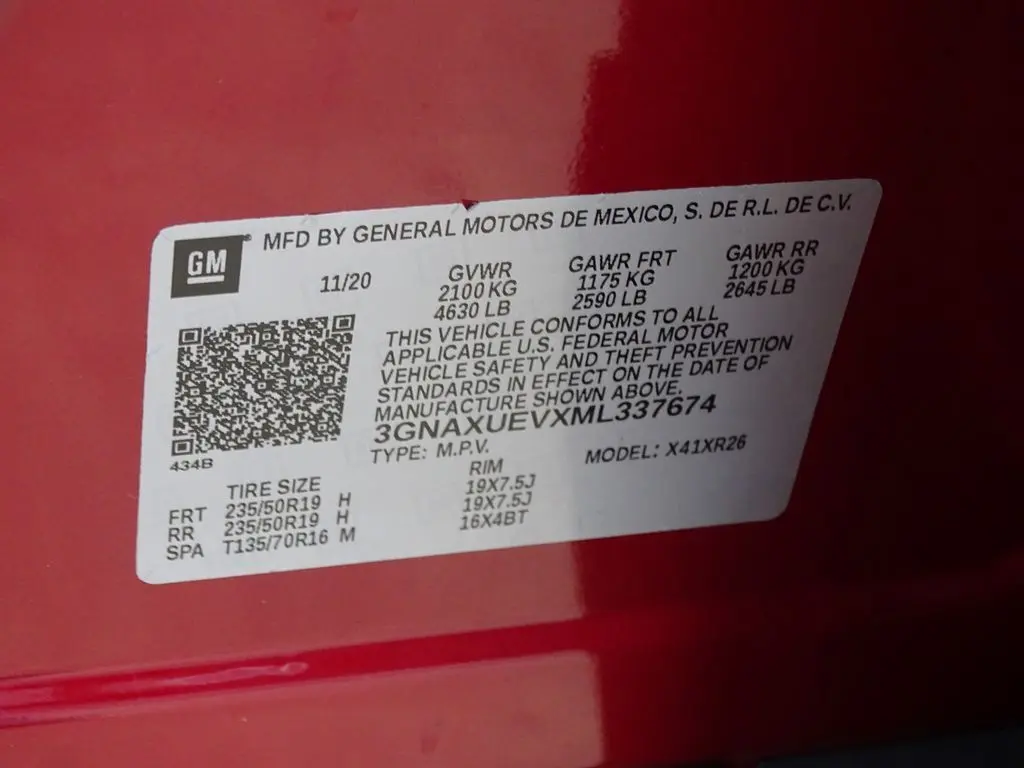 GM
MFD BY GENERAL MOTORS DE MEXICO, S. DE R.L. DE C.V.
11/20 GVWR GAWR FRT GAWR RR
2100 KG 1175 KG 1200 KG
4630 LB 2590 LB 2645 LB
THIS VEHICLE CONFORMS TO ALL
APPLICABLE U.S. FEDERAL MOTOR
VEHICLE SAFETY AND THEFT PREVENTION
STANDARDS IN EFFECT ON THE DATE OF
MANUFACTURE SHOWN ABOVE.
3GNAXUEVXML337674
434B
TYPE: M.P.V. MODEL: X41XR26
TIRE SIZE RIM
FRT 235/50R19 H 19X7.5J
RR 235/50R19 H 19X7.5J
SPA T135/70R16 M 16X4BT